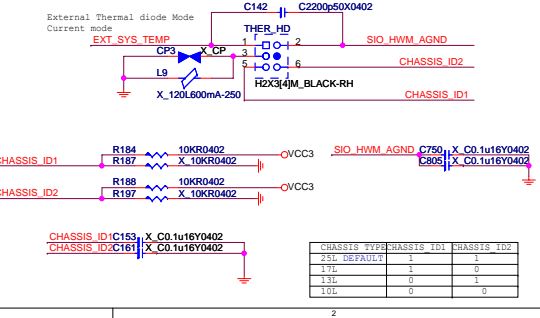 C142 C2200p50X0402
External Thermal diode Mode
Current mode
THER_HD
EXT_SYS_TEMP 1 2 SIO_HWM_AGND
CP3 X_CP 3
5 6 CHASSIS_ID2
L9
H2X3[4]M_BLACK-RH
X_120L600mA-250
CHASSIS_ID1
R184 10KR0402
VCC3
SIO_HWM_AGND C750 X_C0.1u16Y0402
CHASSIS_ID1 R187 X_10KR0402
C805 X_C0.1u16Y0402
R188 10KR0402
VCC3
CHASSIS_ID2 R197 X_10KR0402
CHASSIS_ID1 C153 X_C0.1u16Y0402
CHASSIS_ID2 C161 X_C0.1u16Y0402
CHASSIS TYPE CHASSIS_ID1 CHASSIS_ID2
25L DEFAULT 1 1
17L 1 0
13L 0 1
10L 0 0
2